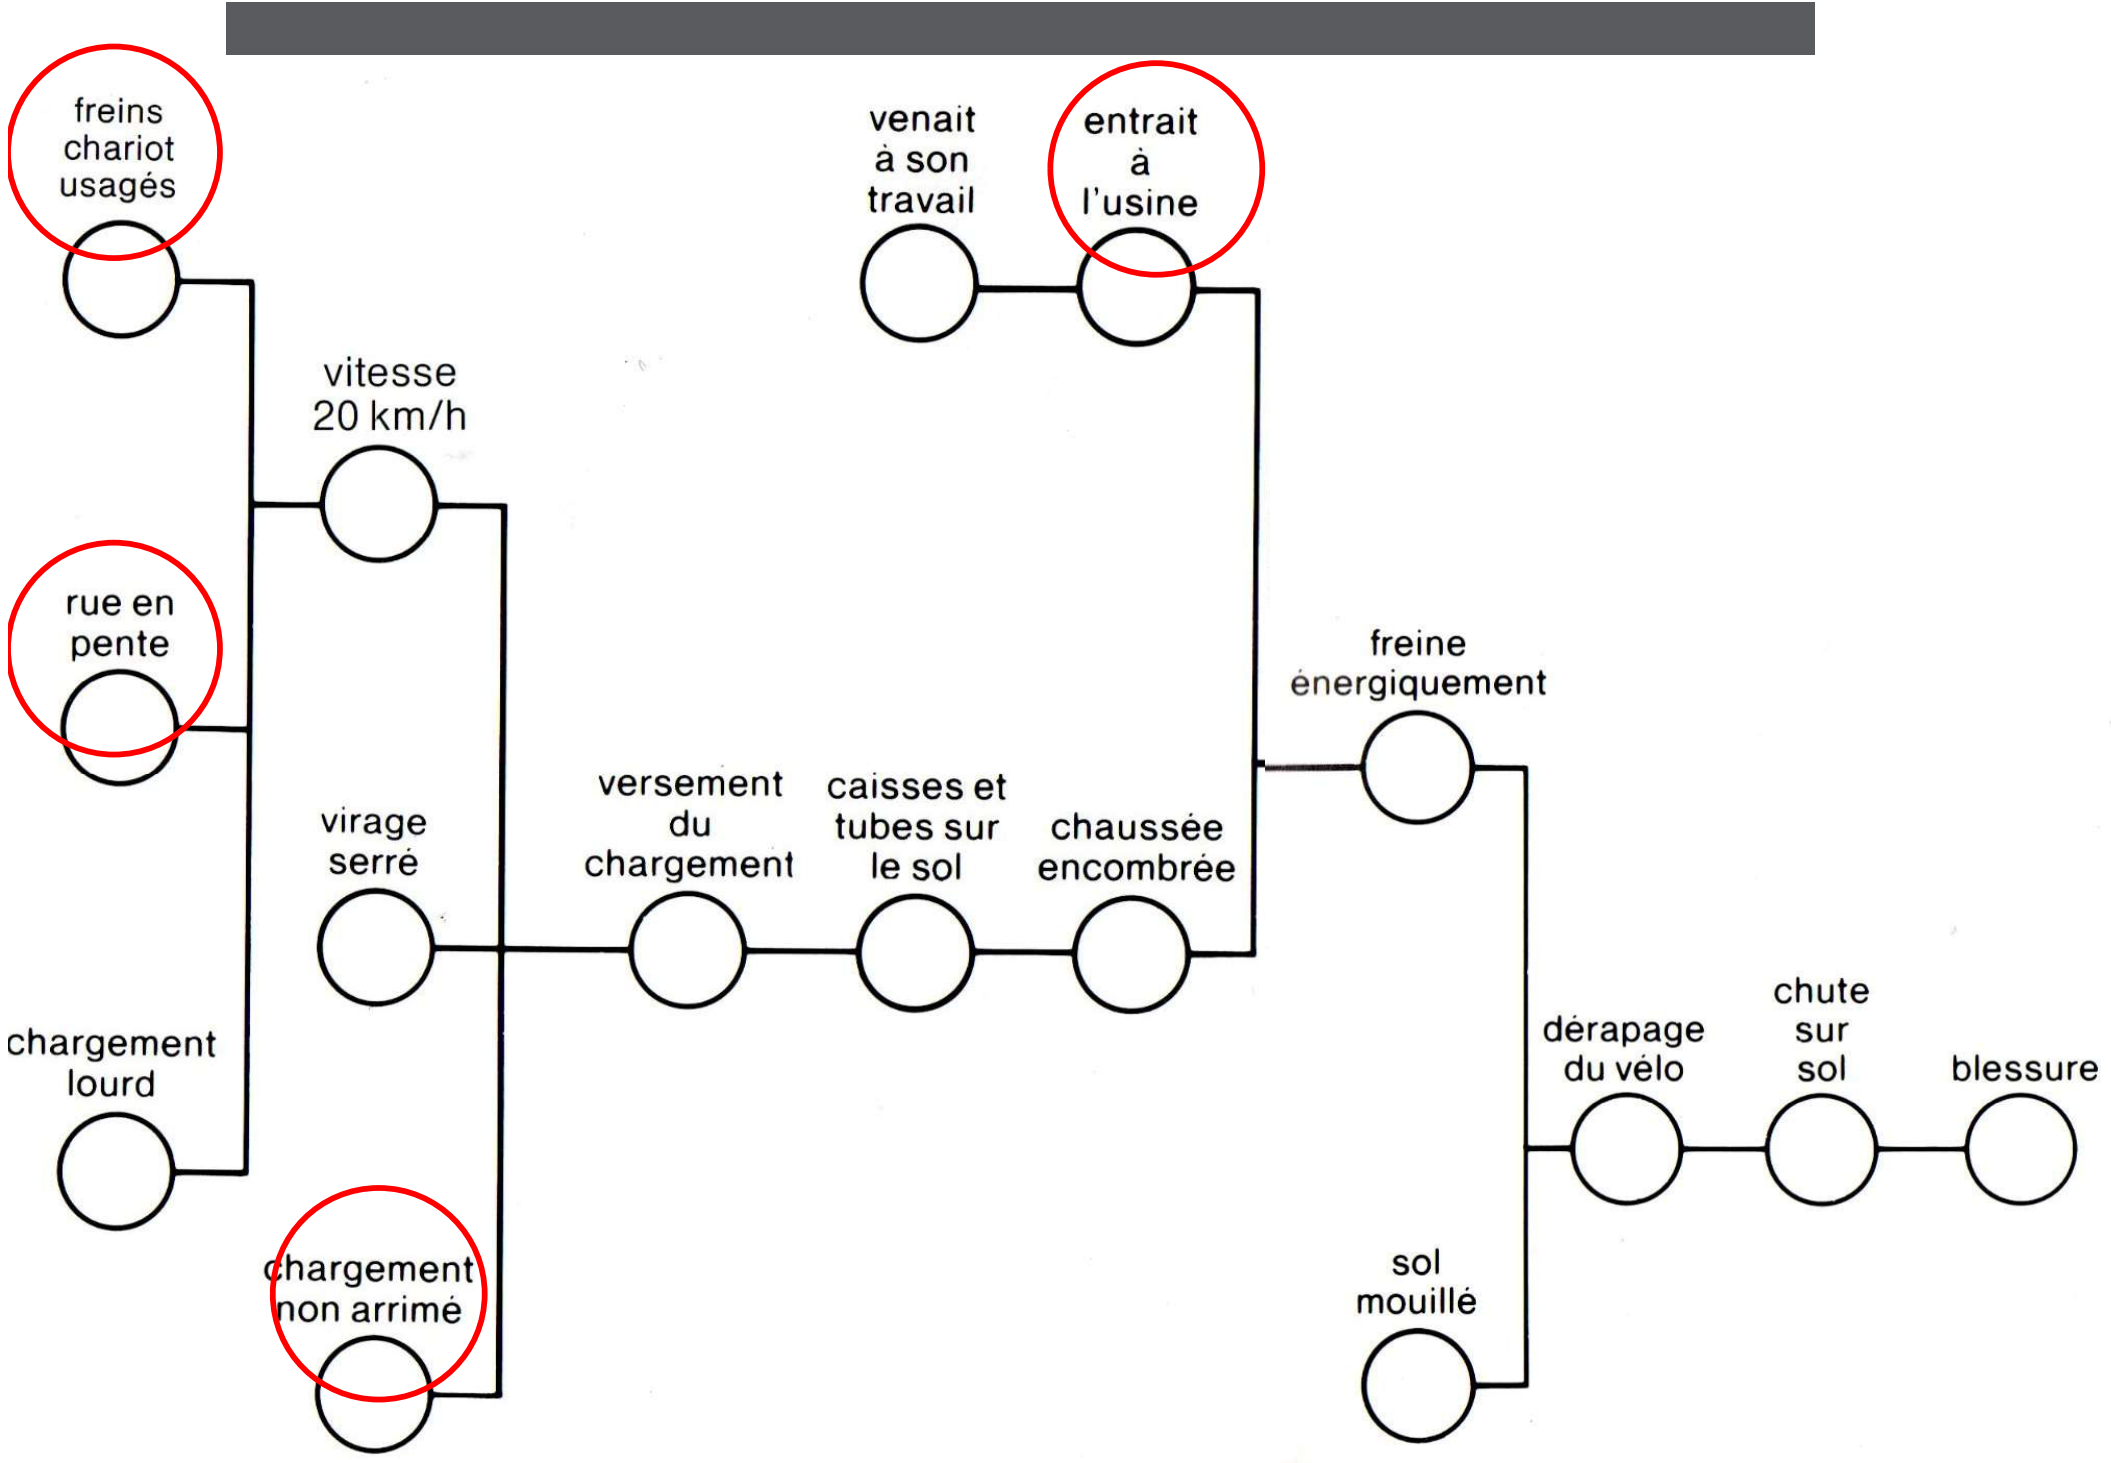 freins
chariot
usagés
venait
à son
travail
entrait
à
l'usine
vitesse
20 km/h
rue en
pente
freine
énergiquement
virage
serré
versement
du
chargement
caisses et
tubes sur
le sol
chaussée
encombrée
chargement
lourd
dérapage
du vélo
chute
sur
sol
blessure
chargement
non arrimé
sol
mouillé